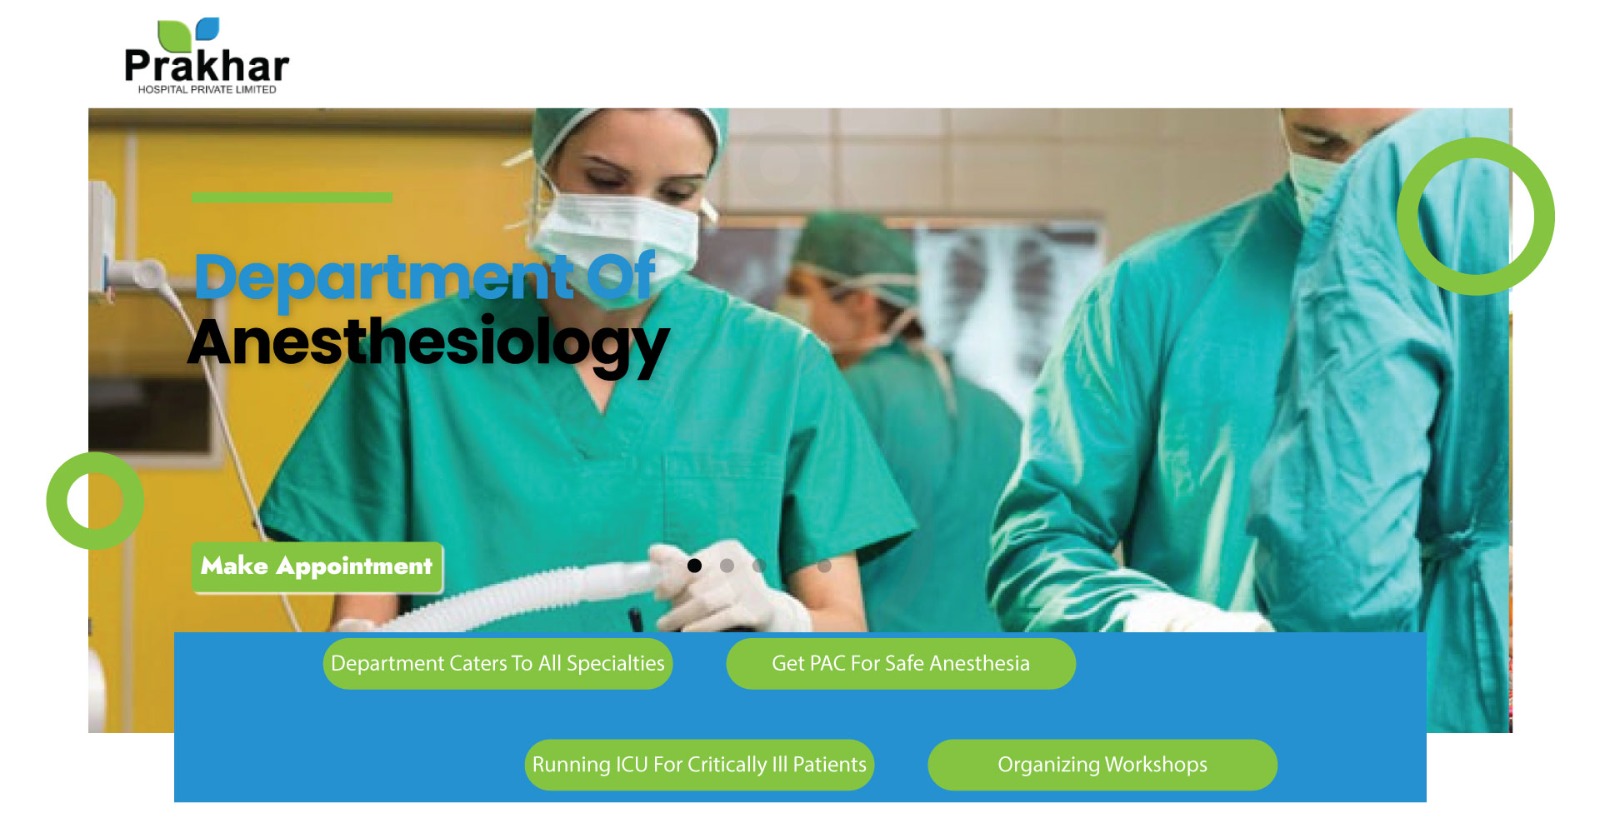 Prakhar
HOSPITAL PRIVATE LIMITED
Department Of
Anesthesiology
Make Appointment
Department Caters To All Specialties
Get PAC For Safe Anesthesia
Running ICU For Critically Ill Patients
Organizing Workshops